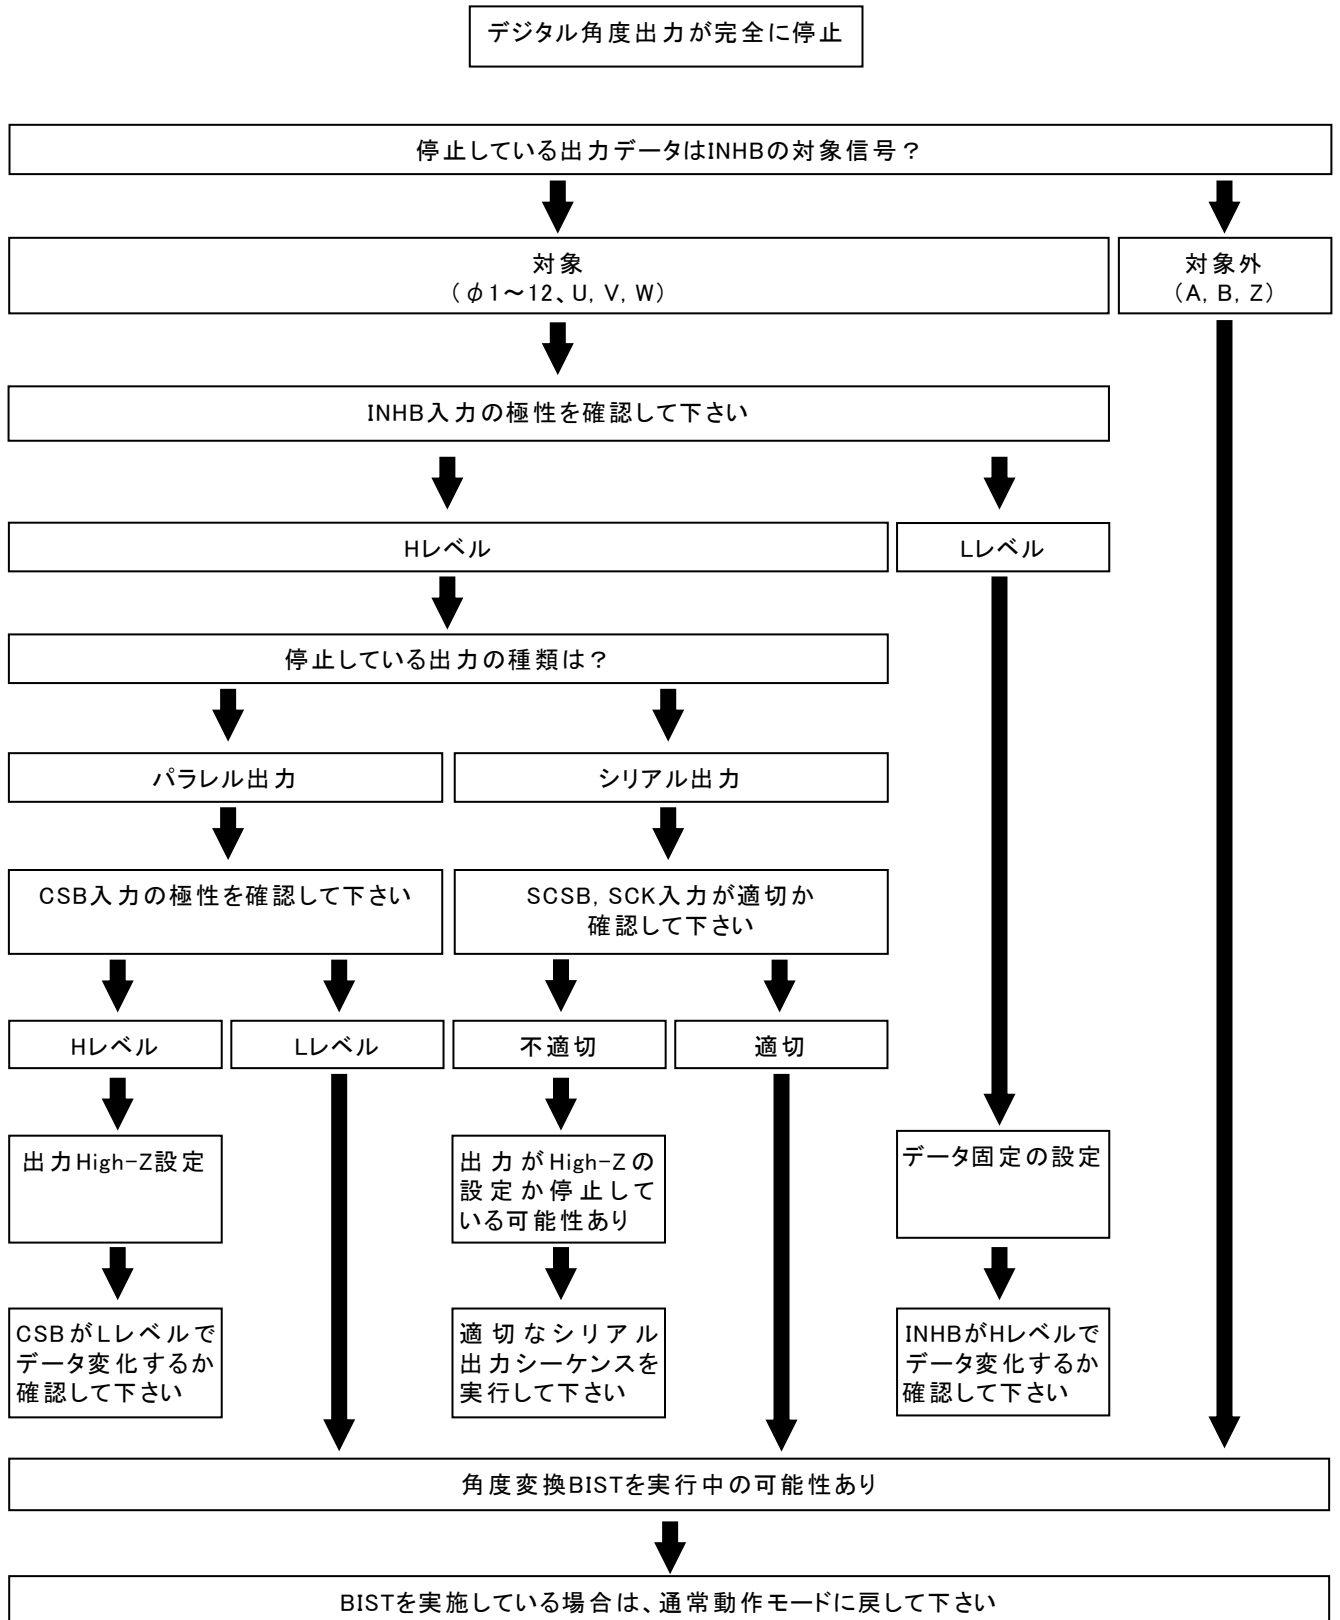 デジタル角度出力が完全に停止
停止している出力データはINHBの対象信号？
対象
（φ1～12、U, V, W）
対象外
（A, B, Z）
INHB入力の極性を確認して下さい
Hレベル
Lレベル
停止している出力の種類は？
パラレル出力
シリアル出力
CSB入力の極性を確認して下さい
SCSB, SCK入力が適切か
確認して下さい
Hレベル
Lレベル
不適切
適切
出力High-Z設定
出力がHigh-Zの
設定か停止して
いる可能性あり
データ固定の設定
CSBがLレベルで
データ変化するか
確認して下さい
適切なシリアル
出力シーケンスを
実行して下さい
INHBがHレベルで
データ変化するか
確認して下さい
角度変換BISTを実行中の可能性あり
BISTを実施している場合は、通常動作モードに戻して下さい